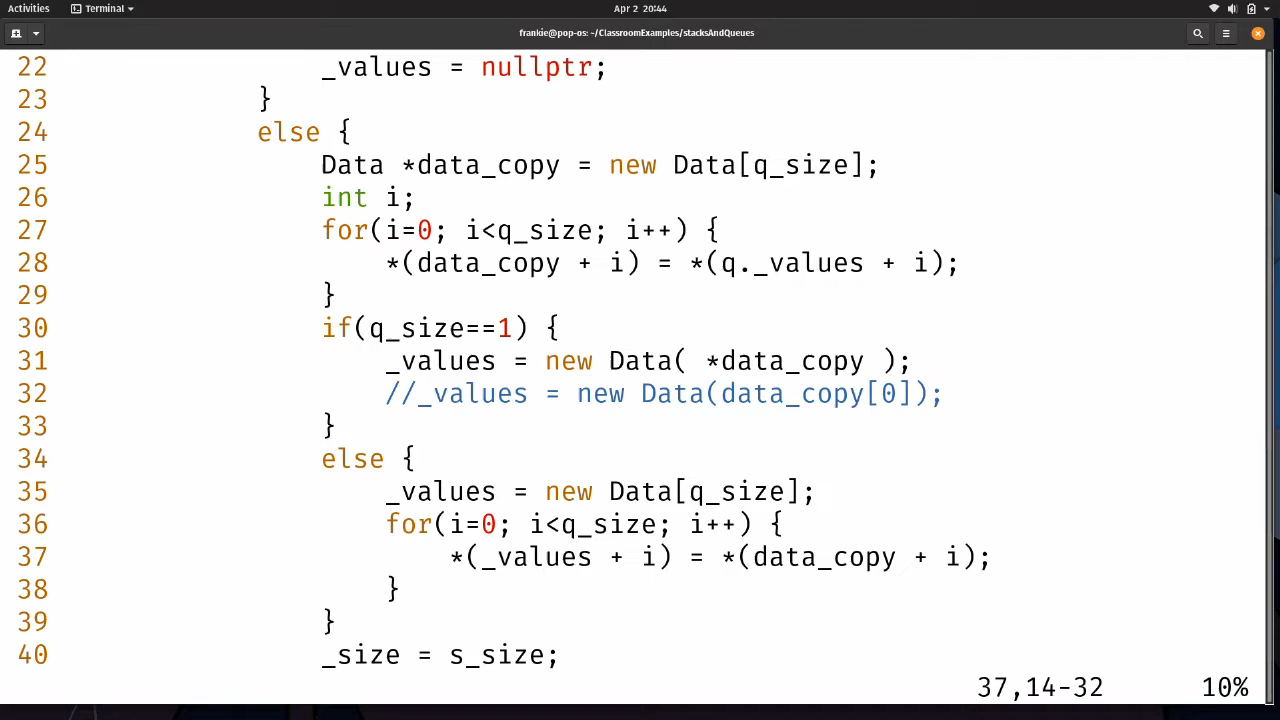 Activities Terminal Apr 2 20:44
frankie@pop-os: ~/ClassroomExamples/stacksAndQueues
22 _values = nullptr;
23 }
24 else {
25 Data *data_copy = new Data[q_size];
26 int i;
27 for(i=0; i<q_size; i++) {
28 *(data_copy + i) = *(q._values + i);
29 }
30 if(q_size==1) {
31 _values = new Data( *data_copy );
32 //_values = new Data(data_copy[0]);
33 }
34 else {
35 _values = new Data[q_size];
36 for(i=0; i<q_size; i++) {
37 *(_values + i) = *(data_copy + i);
38 }
39 }
40 _size = s_size;
37,14-32 10%